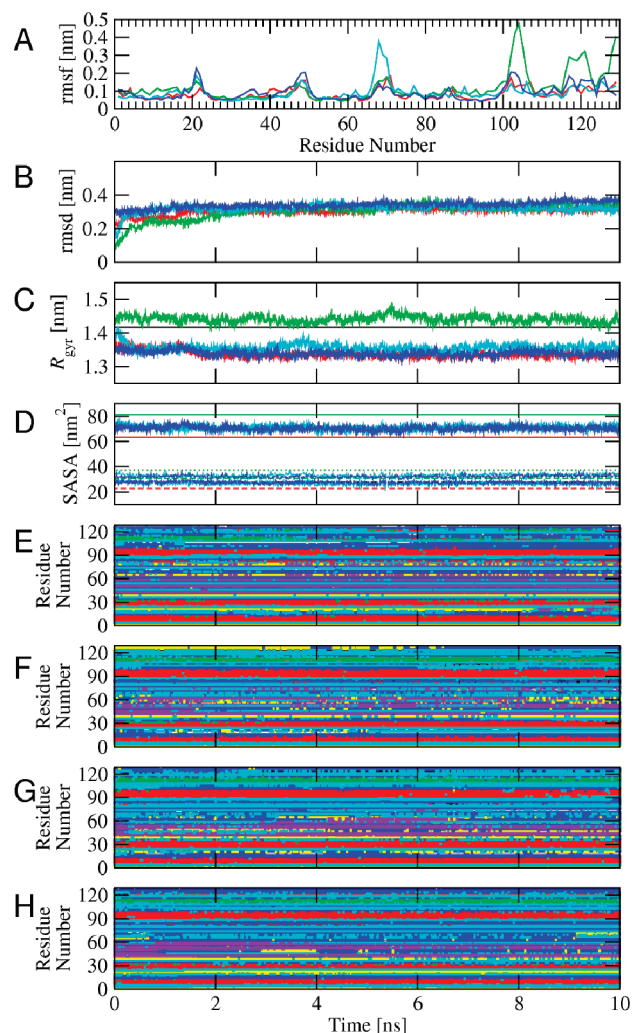 A
rmsf [nm]
0.5
0.4
0.3
0.2
0.1
0
0 20 40 60 80 100 120
Residue Number
B
rmsd [nm]
0.4
0.2
0
C
Rgyr [nm]
1.5
1.4
1.3
D
SASA [nm2]
80
60
40
20
E
Residue
Number
120
90
60
30
0
F
Residue
Number
120
90
60
30
0
G
Residue
Number
120
90
60
30
0
H
Residue
Number
120
90
60
30
0
0 2 4 6 8 10
Time [ns]